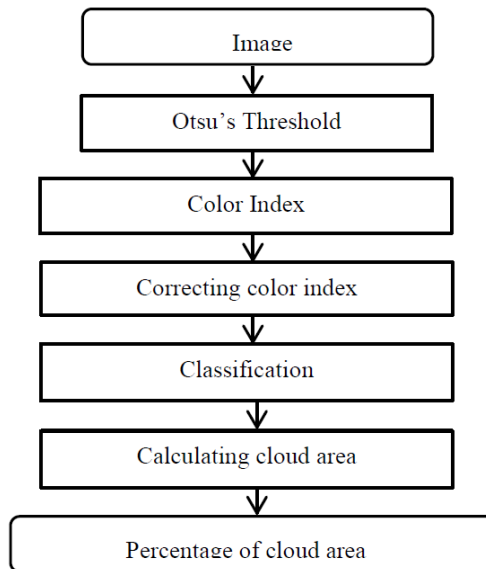 Image
Otsu’s Threshold
Color Index
Correcting color index
Classification
Calculating cloud area
Percentage of cloud area